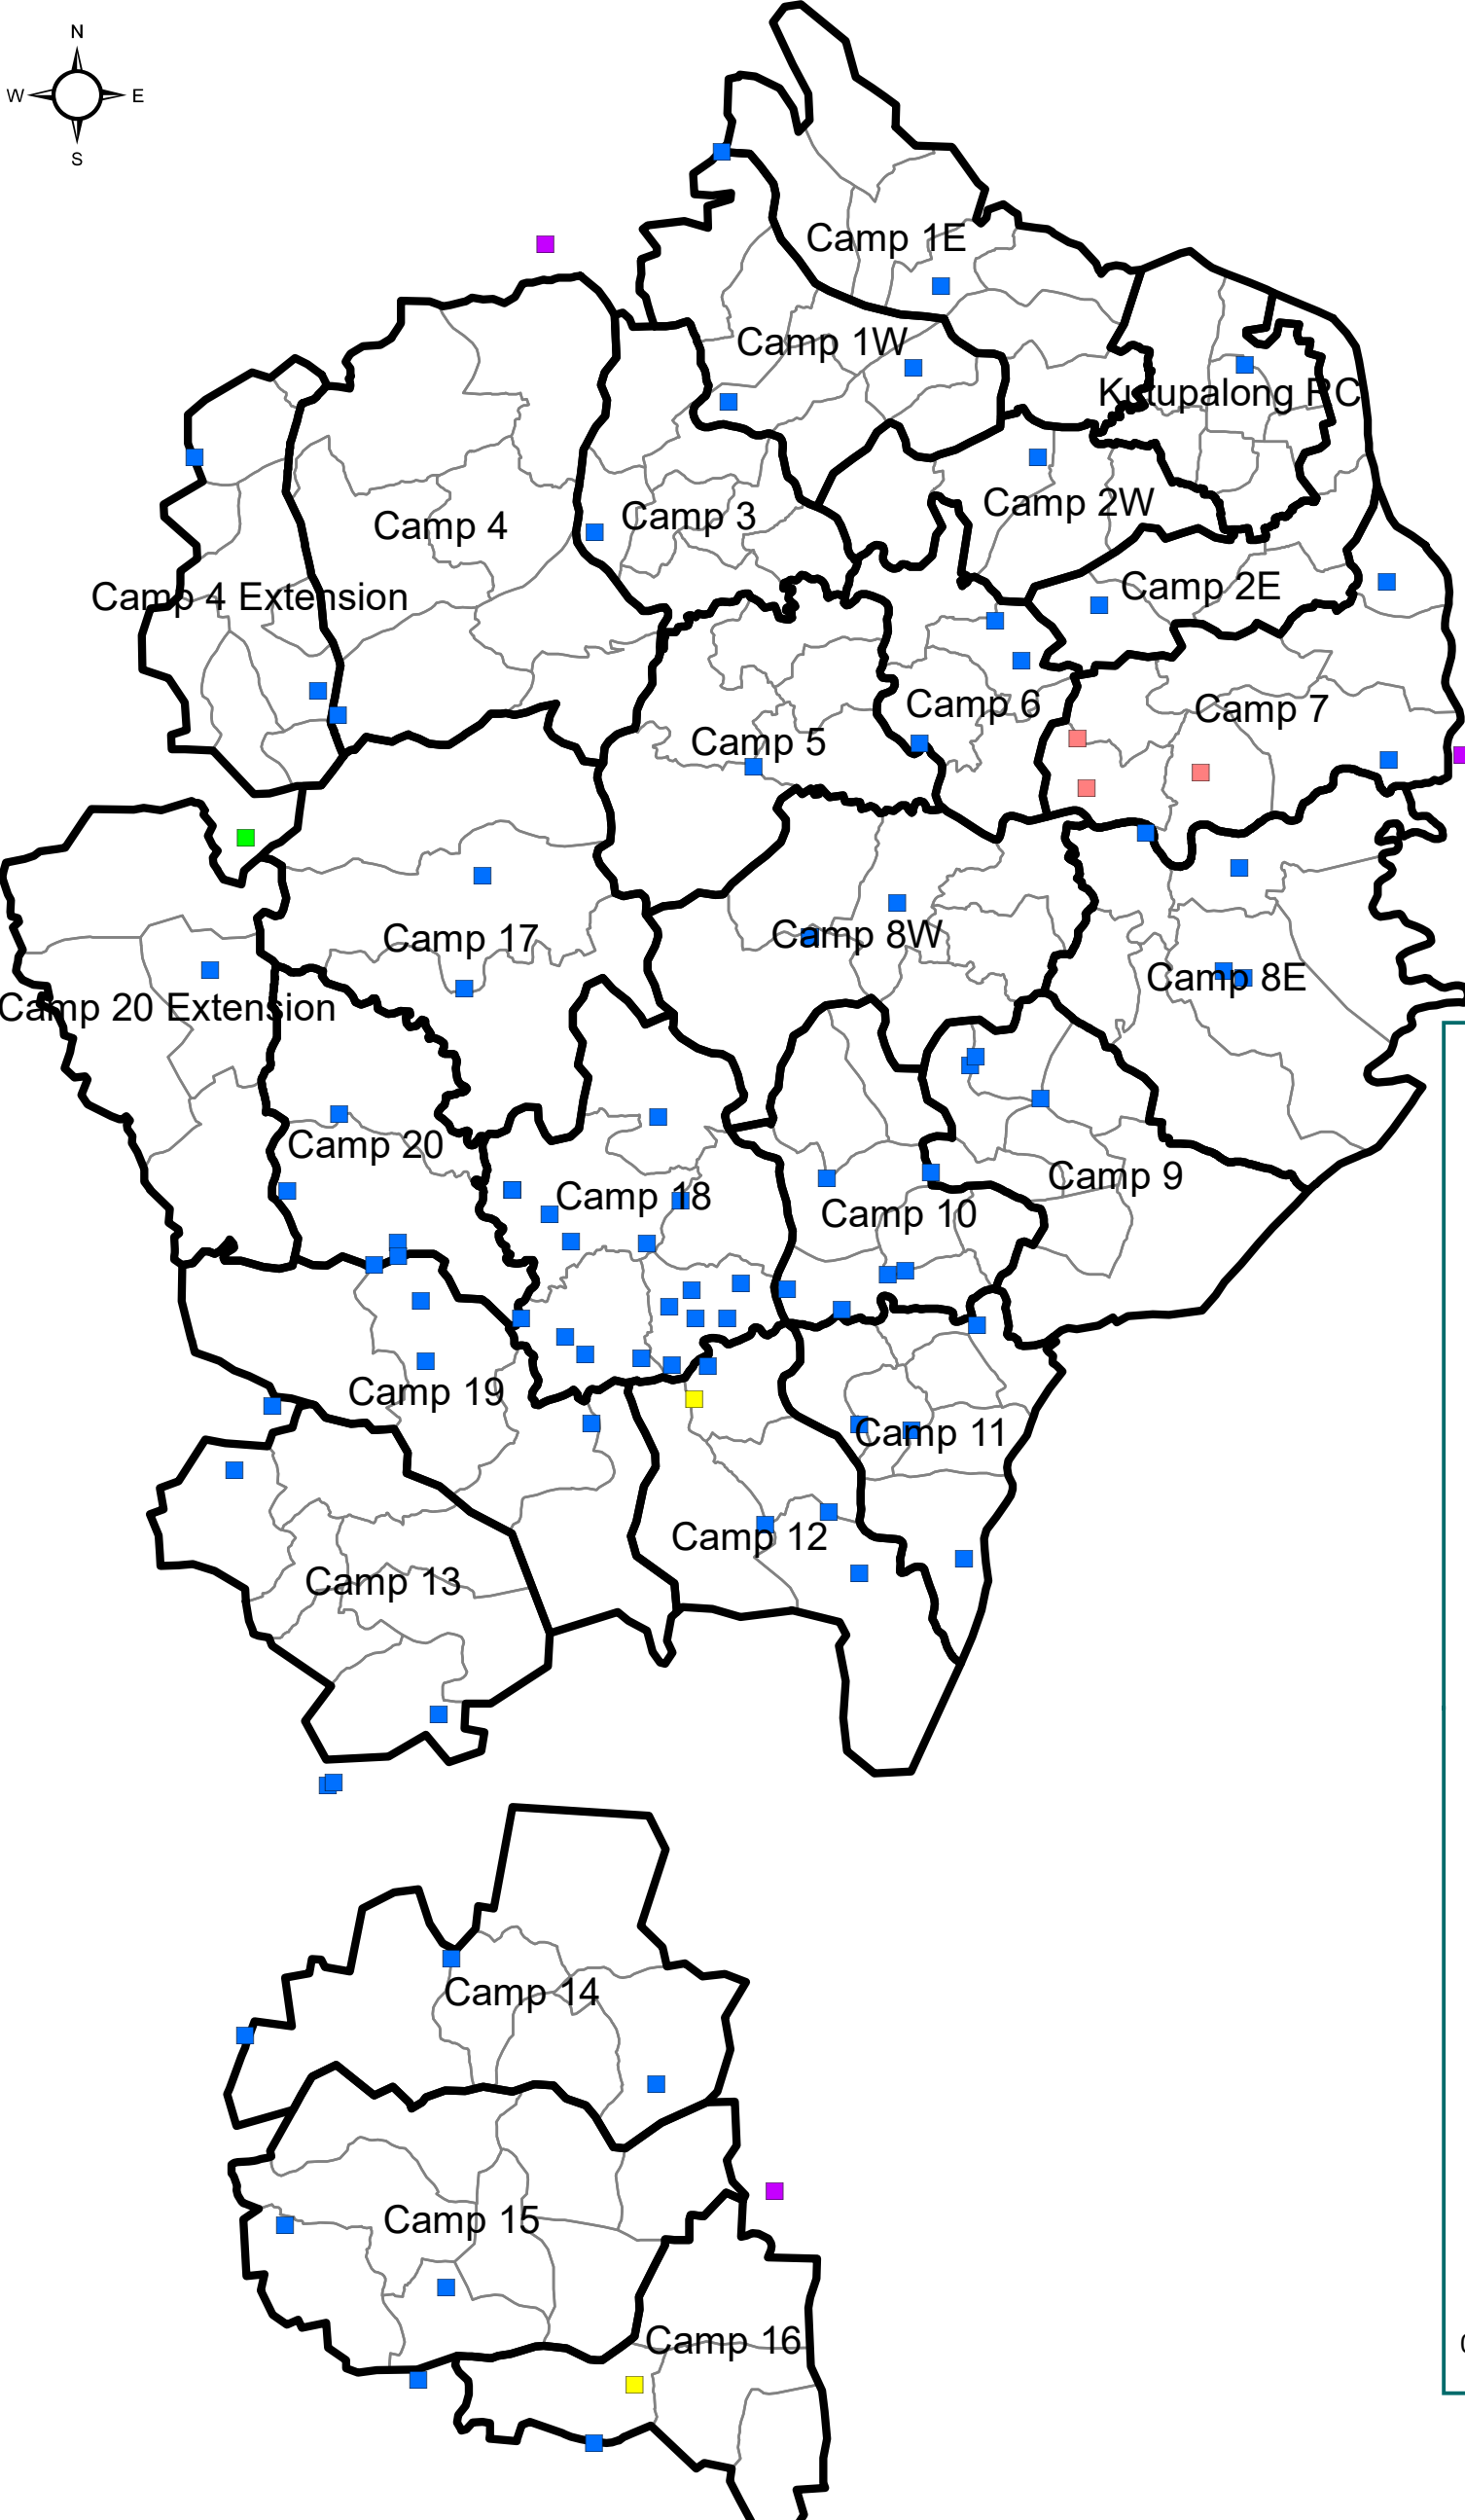 N
W
E
S
Camp 1E
Camp 1W
Kutupalong RC
Camp 2W
Camp 3
Camp 4
Camp 2E
Camp 4 Extension
Camp 6
Camp 7
Camp 5
Camp 8W
Camp 17
Camp 8E
Camp 20 Extension
Camp 20
Camp 9
Camp 18
Camp 10
Camp 19
Camp 11
Camp 12
Camp 13
Camp 14
Camp 15
Camp 16